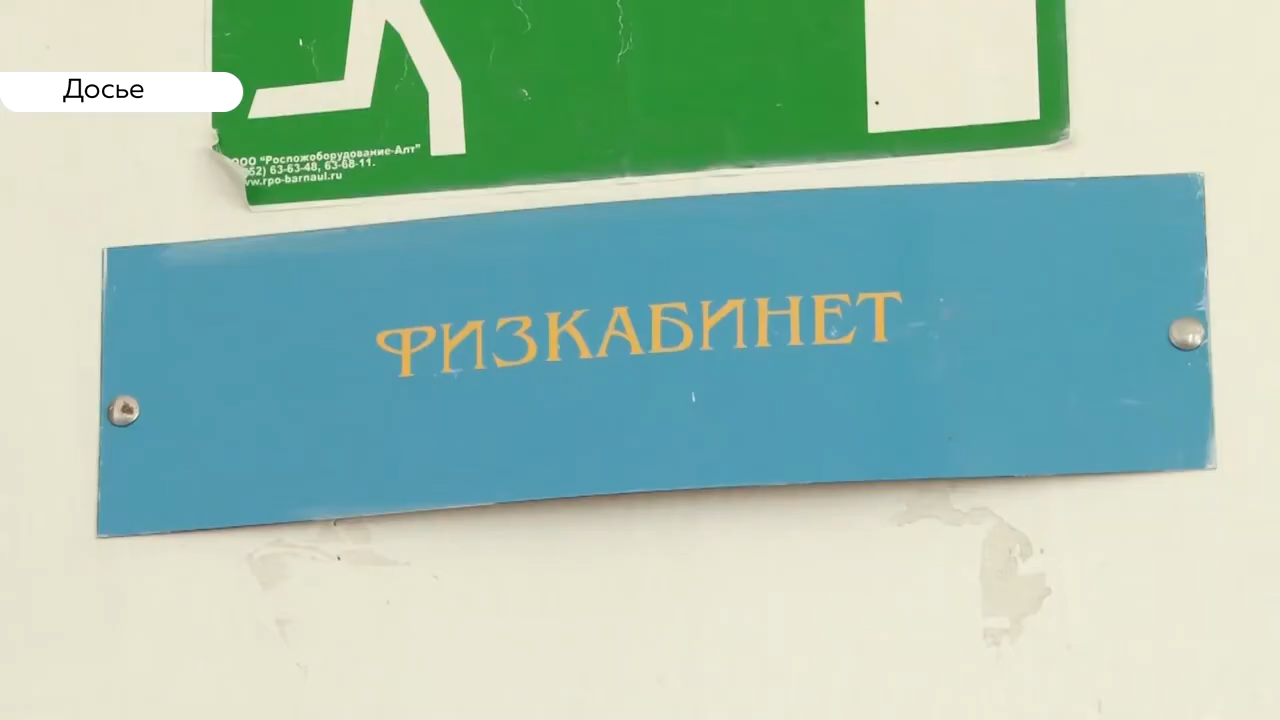 Досье
ООО “Роспожоборудование-Алт”
63-63-48, 63-68-11.
www.rpo-barnaul.ru
ФИЗКАБИНЕТ